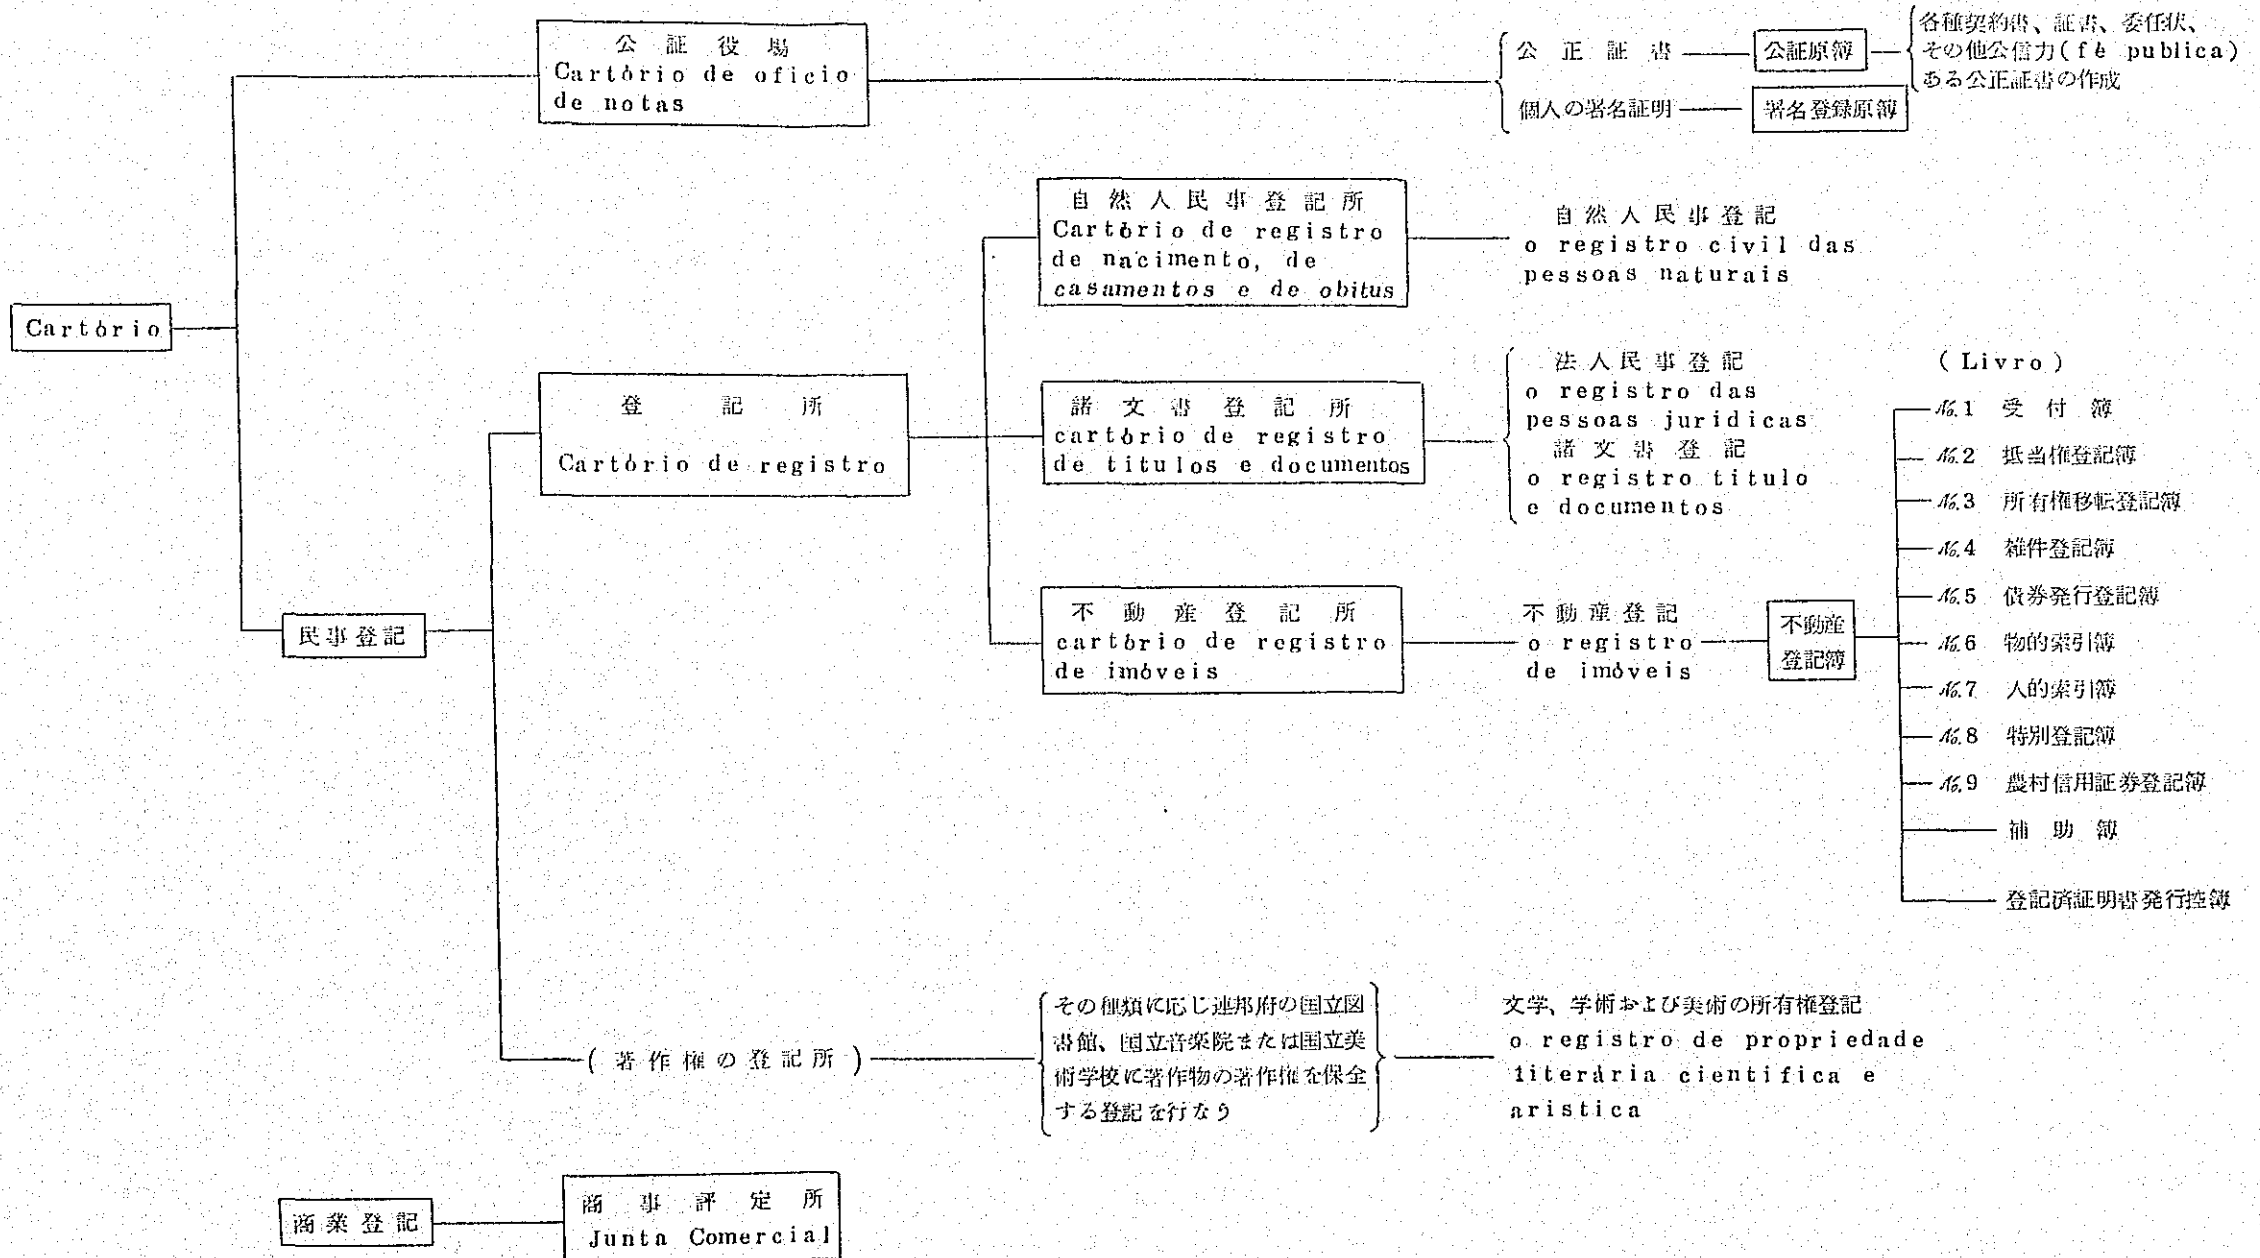 Cartório
公証役場
Cartório de oficio
de notas
公正証書
公証原簿
各種契約書、証書、委任状、
その他公信力(fé publica)
ある公正証書の作成
個人の署名証明
署名登録原簿
民事登記
登記所
Cartório de registro
自然人民事登記所
Cartório de registro
de nacimento, de
casamentos e de obitus
自然人民事登記
o registro civil das
pessoas naturais
諸文書登記所
cartório de registro
de titulos e documentos
法人民事登記
o registro das
pessoas juridicas
諸文書登記
o registro titulo
e documentos
不動産登記所
cartório de registro
de imóveis
不動産登記
o registro
de imóveis
不動産
登記簿
(Livro)
№1 受付簿
№2 抵当権登記簿
№3 所有権移転登記簿
№4 雑件登記簿
№5 債券発行登記簿
№6 物的索引簿
№7 人的索引簿
№8 特別登記簿
№9 農村信用証券登記簿
補助簿
登記済証明書発行控簿
(著作権の登記所)
その種類に応じ連邦府の国立図
書館、国立音楽院または国立美
術学校に著作物の著作権を保全
する登記を行なう
文学、学術および美術の所有権登記
o registro de propriedade
literária cientifica e
aristica
商業登記
商事評定所
Junta Comercial